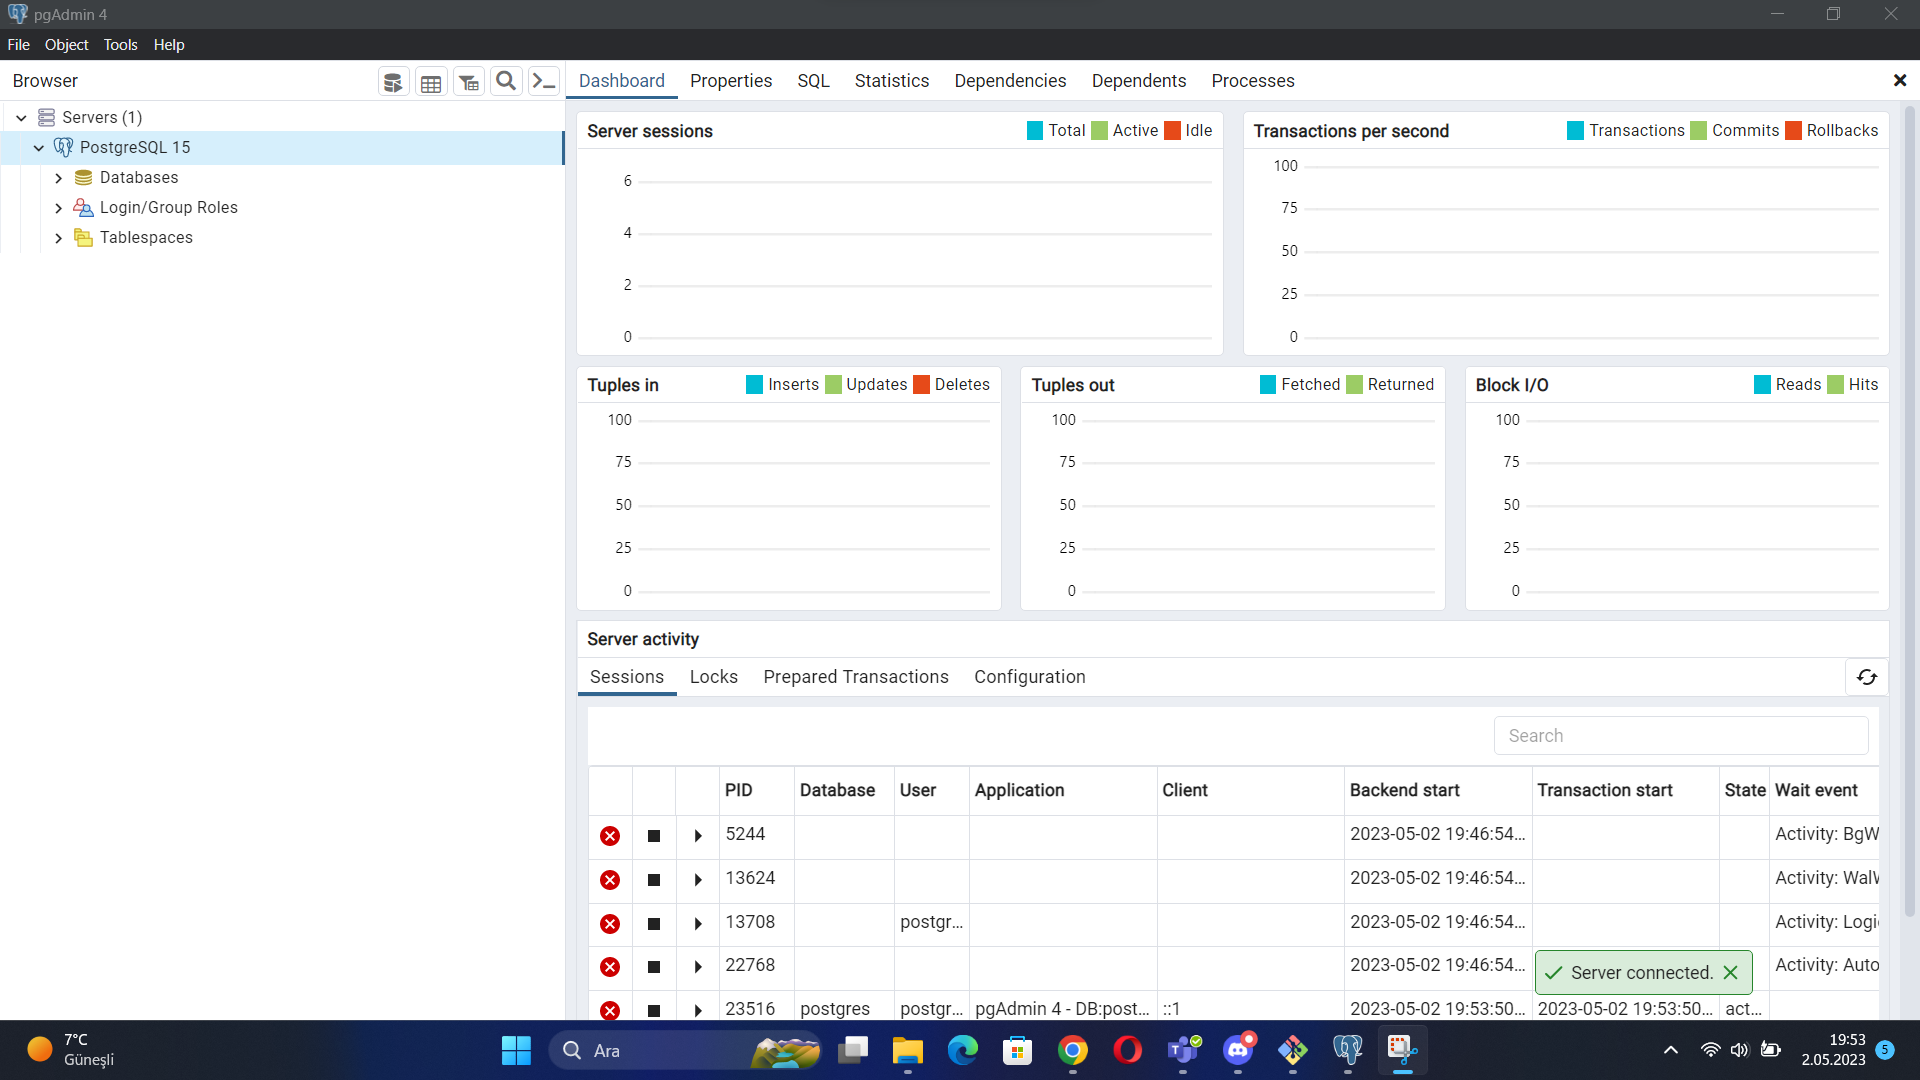 pgAdmin 4
File Object Tools Help
Browser
Dashboard Properties SQL Statistics Dependencies Dependents Processes
Servers (1)
PostgreSQL 15
Databases
Login/Group Roles
Tablespaces
Server sessions Total Active Idle
6
4
2
0
Transactions per second Transactions Commits Rollbacks
100
75
50
25
0
Tuples in Inserts Updates Deletes
100
75
50
25
0
Tuples out Fetched Returned
100
75
50
25
0
Block I/O Reads Hits
100
75
50
25
0
Server activity
Sessions Locks Prepared Transactions Configuration
Search
PID Database User Application Client Backend start Transaction start State Wait event
5244 2023-05-02 19:46:54... Activity: BgW
13624 2023-05-02 19:46:54... Activity: WalW
13708 postgr... 2023-05-02 19:46:54... Activity: Logi
22768 2023-05-02 19:46:54... Activity: Auto
Server connected.
23516 postgres postgr... pgAdmin 4 - DB:post... ::1 2023-05-02 19:53:50... 2023-05-02 19:53:50... act...
7°C
Güneşli
Ara
19:53
2.05.2023
5